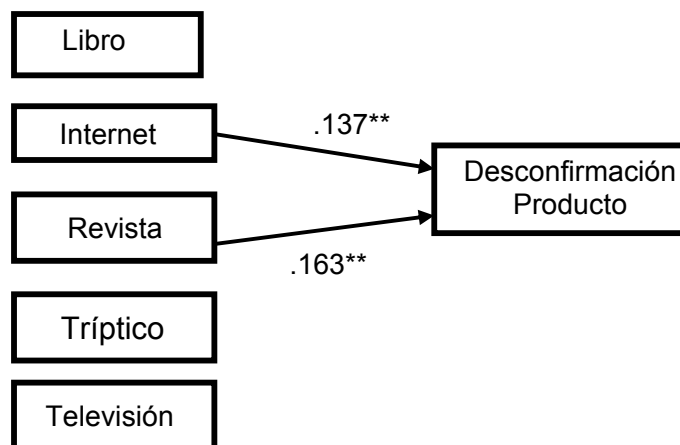 Libro
Internet
.137**
Desconfirmación
Producto
Revista
.163**
Tríptico
Televisión